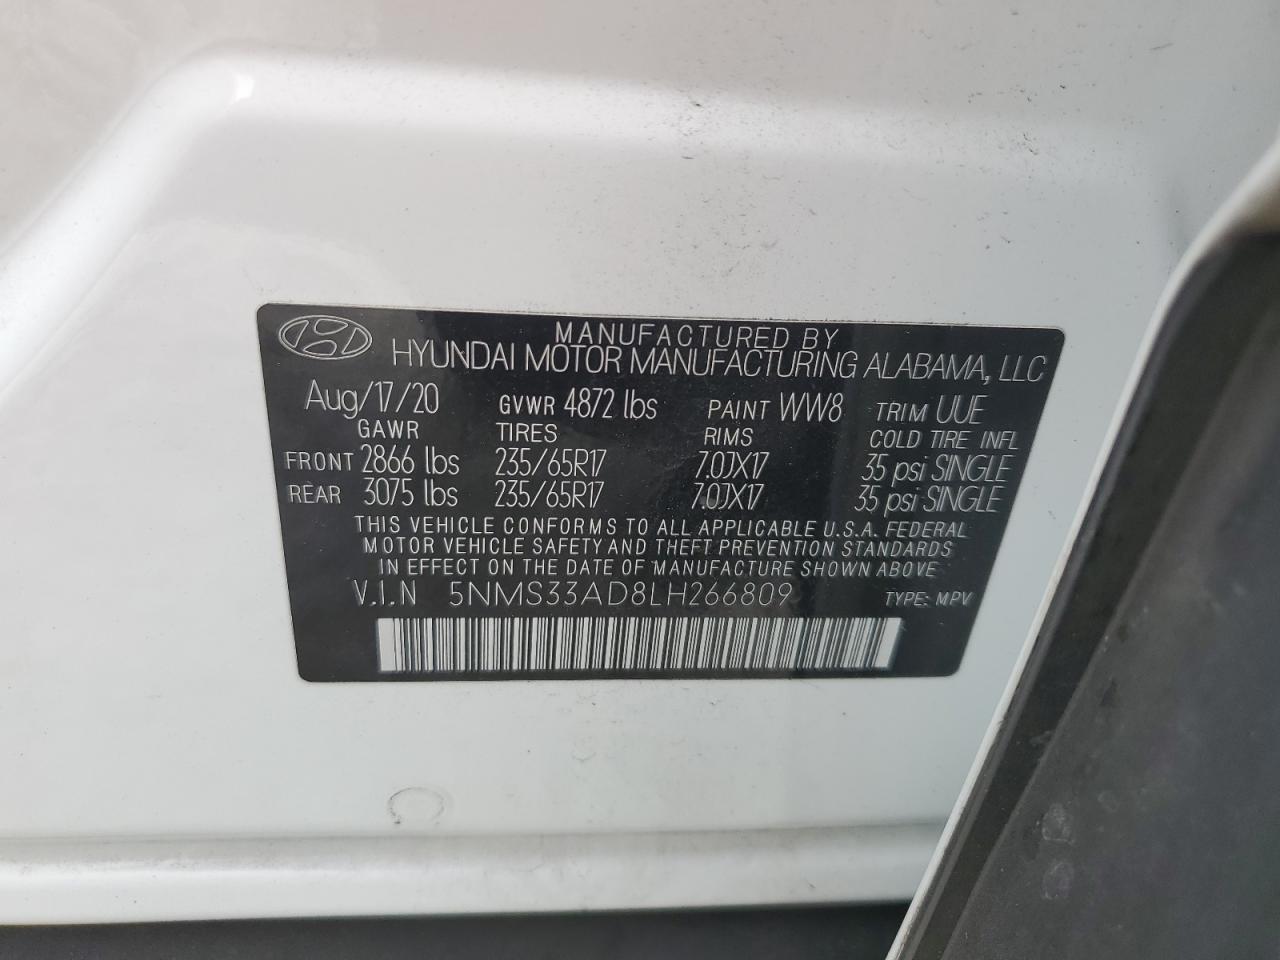 MANUFACTURED BY
HYUNDAI MOTOR MANUFACTURING ALABAMA, LLC
Aug/17/20 GVWR 4872 lbs PAINT WW8 TRIM UUE
GAWR TIRES RIMS COLD TIRE INFL
FRONT 2866 lbs 235/65R17 7.0JX17 35 psi SINGLE
REAR 3075 lbs 235/65R17 7.0JX17 35 psi SINGLE
THIS VEHICLE CONFORMS TO ALL APPLICABLE U.S.A. FEDERAL
MOTOR VEHICLE SAFETY AND THEFT PREVENTION STANDARDS
IN EFFECT ON THE DATE OF MANUFACTURE SHOWN ABOVE
V.I.N 5NMS33AD8LH266809 TYPE: MPV